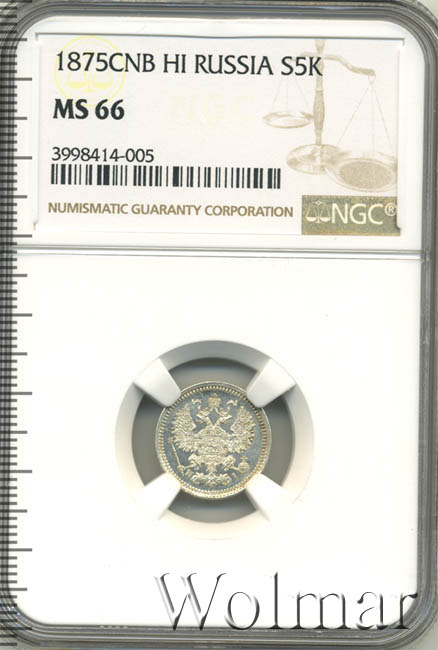 1875CNB HI RUSSIA S5K
MS 66
3998414-005
NUMISMATIC GUARANTY CORPORATION
NGC®
Wolmar